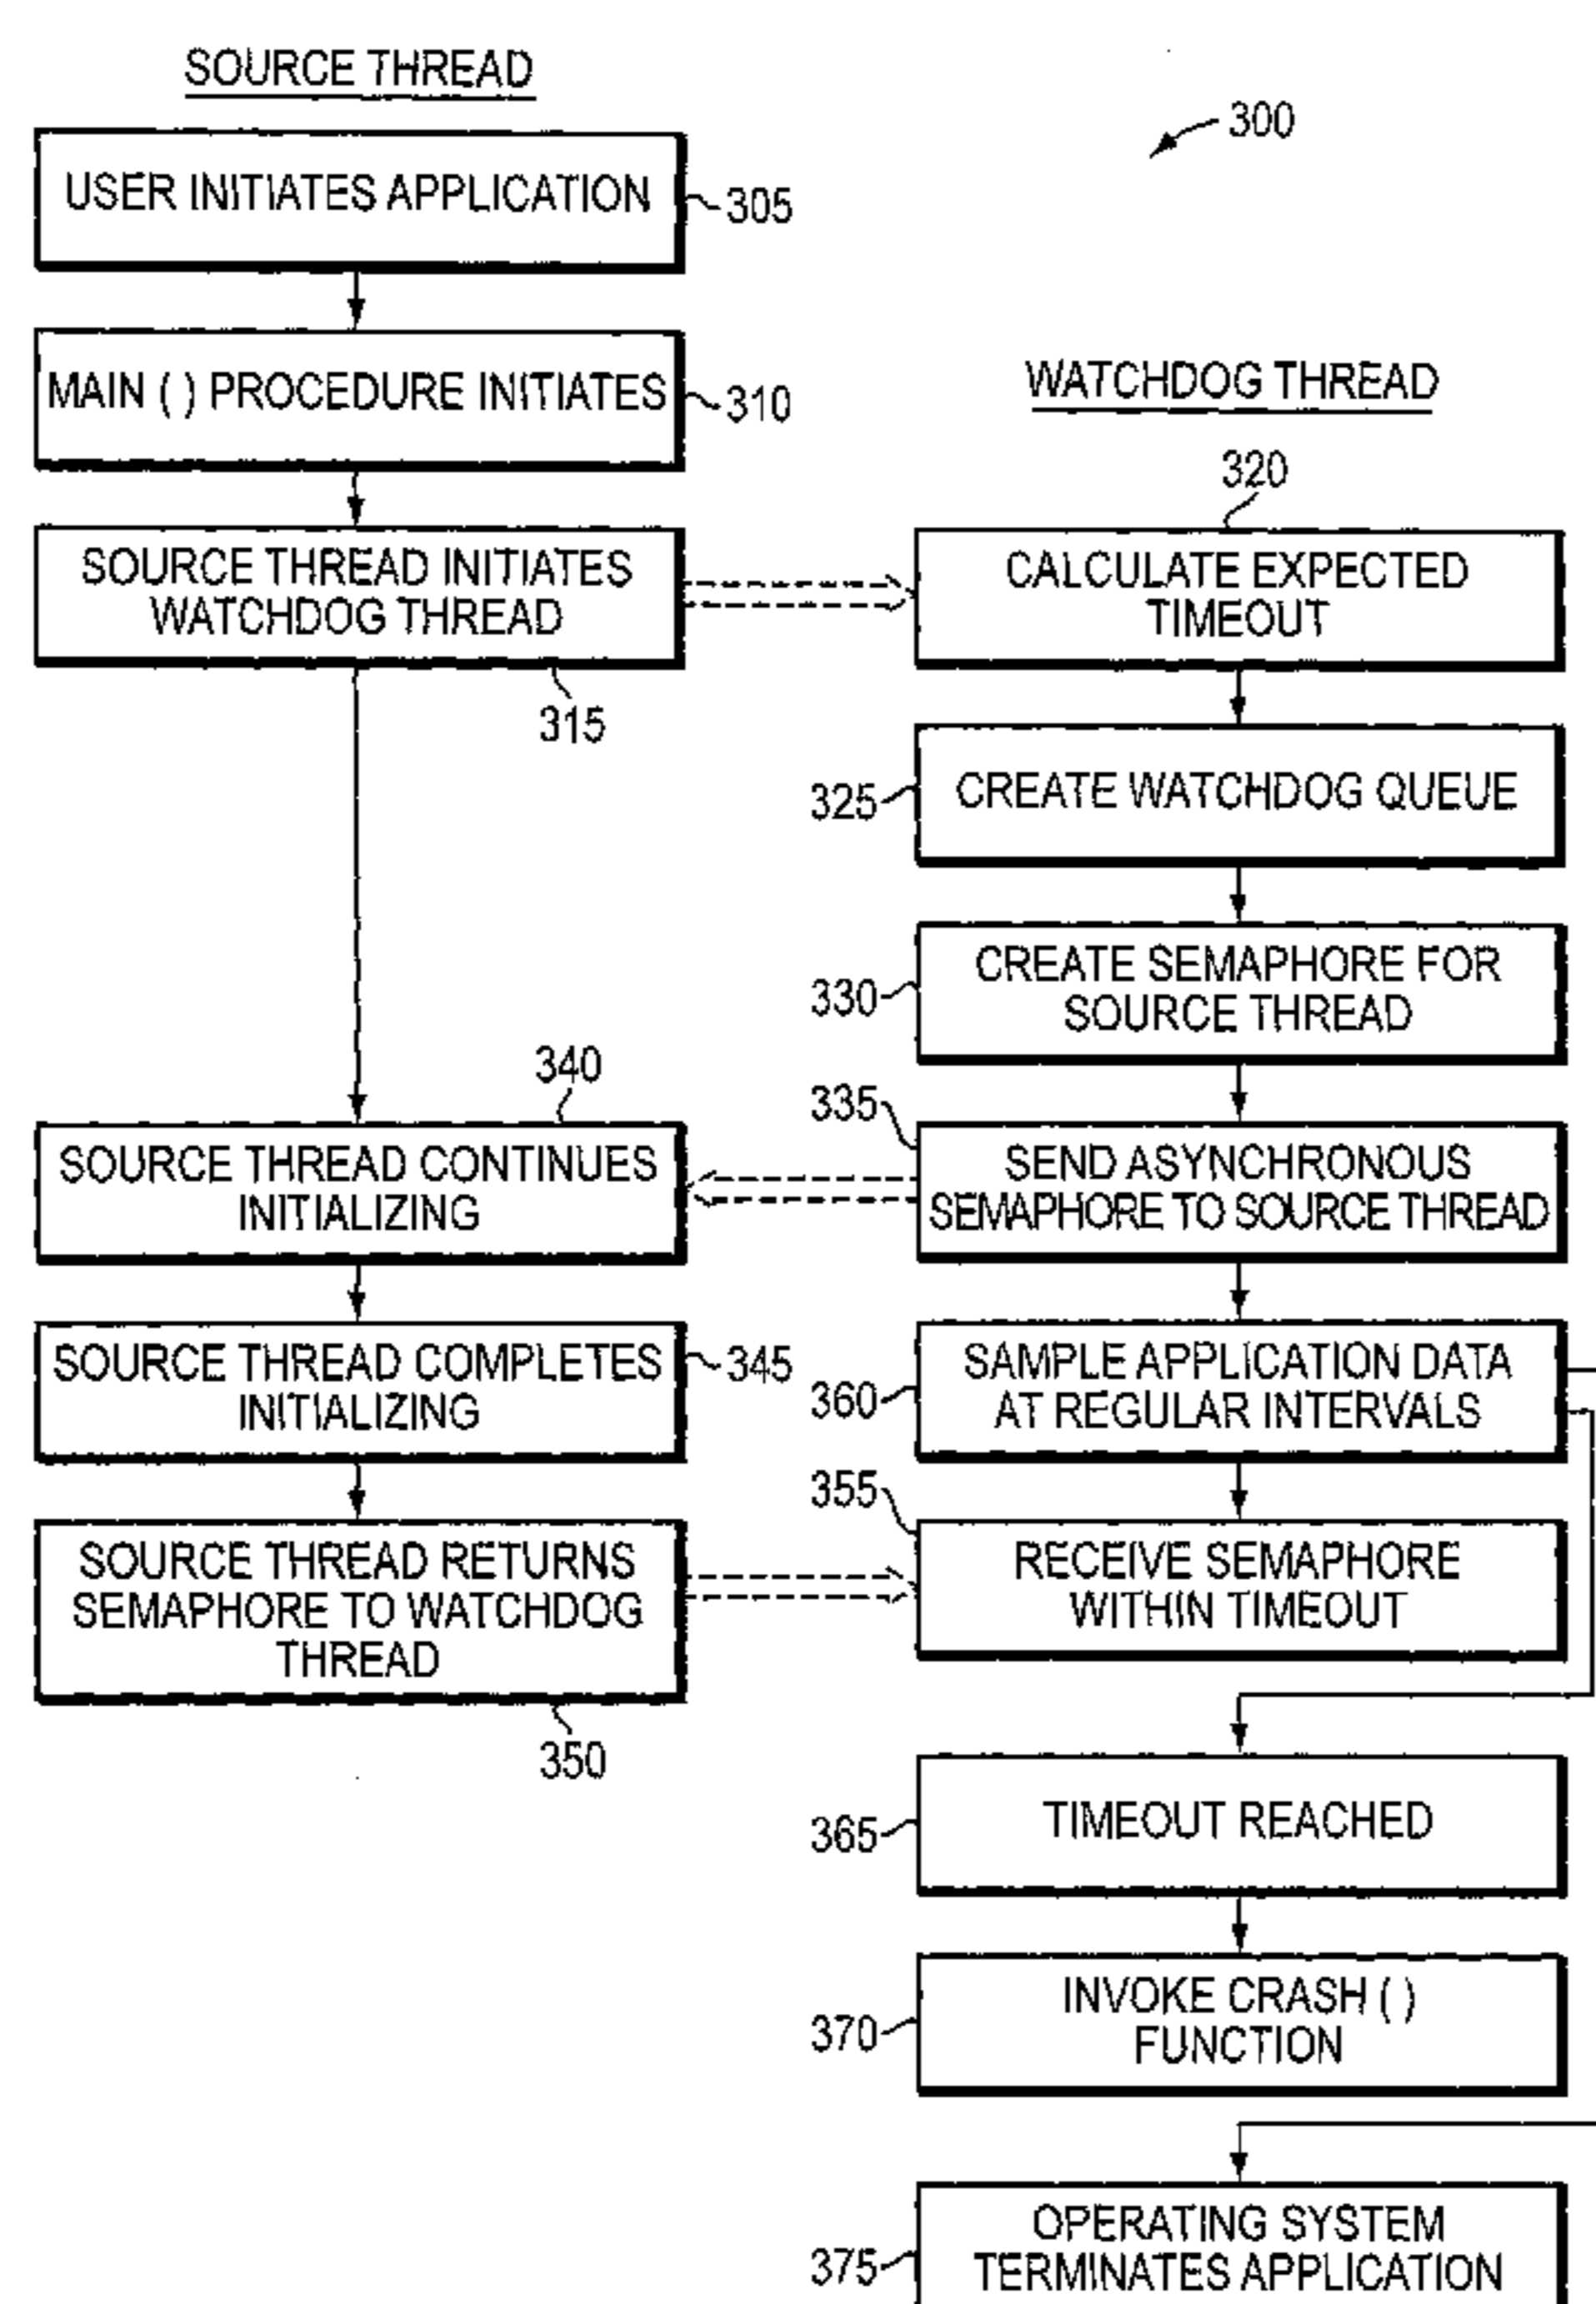 SOURCE THREAD
300
USER INITIATES APPLICATION
305
MAIN ( ) PROCEDURE INITIATES
310
SOURCE THREAD INITIATES
WATCHDOG THREAD
315
SOURCE THREAD CONTINUES
INITIALIZING
340
SOURCE THREAD COMPLETES
INITIALIZING
345
SOURCE THREAD RETURNS
SEMAPHORE TO WATCHDOG
THREAD
350
WATCHDOG THREAD
320
CALCULATE EXPECTED
TIMEOUT
325
CREATE WATCHDOG QUEUE
330
CREATE SEMAPHORE FOR
SOURCE THREAD
335
SEND ASYNCHRONOUS
SEMAPHORE TO SOURCE THREAD
360
SAMPLE APPLICATION DATA
AT REGULAR INTERVALS
355
RECEIVE SEMAPHORE
WITHIN TIMEOUT
365
TIMEOUT REACHED
370
INVOKE CRASH ( )
FUNCTION
375
OPERATING SYSTEM
TERMINATES APPLICATION